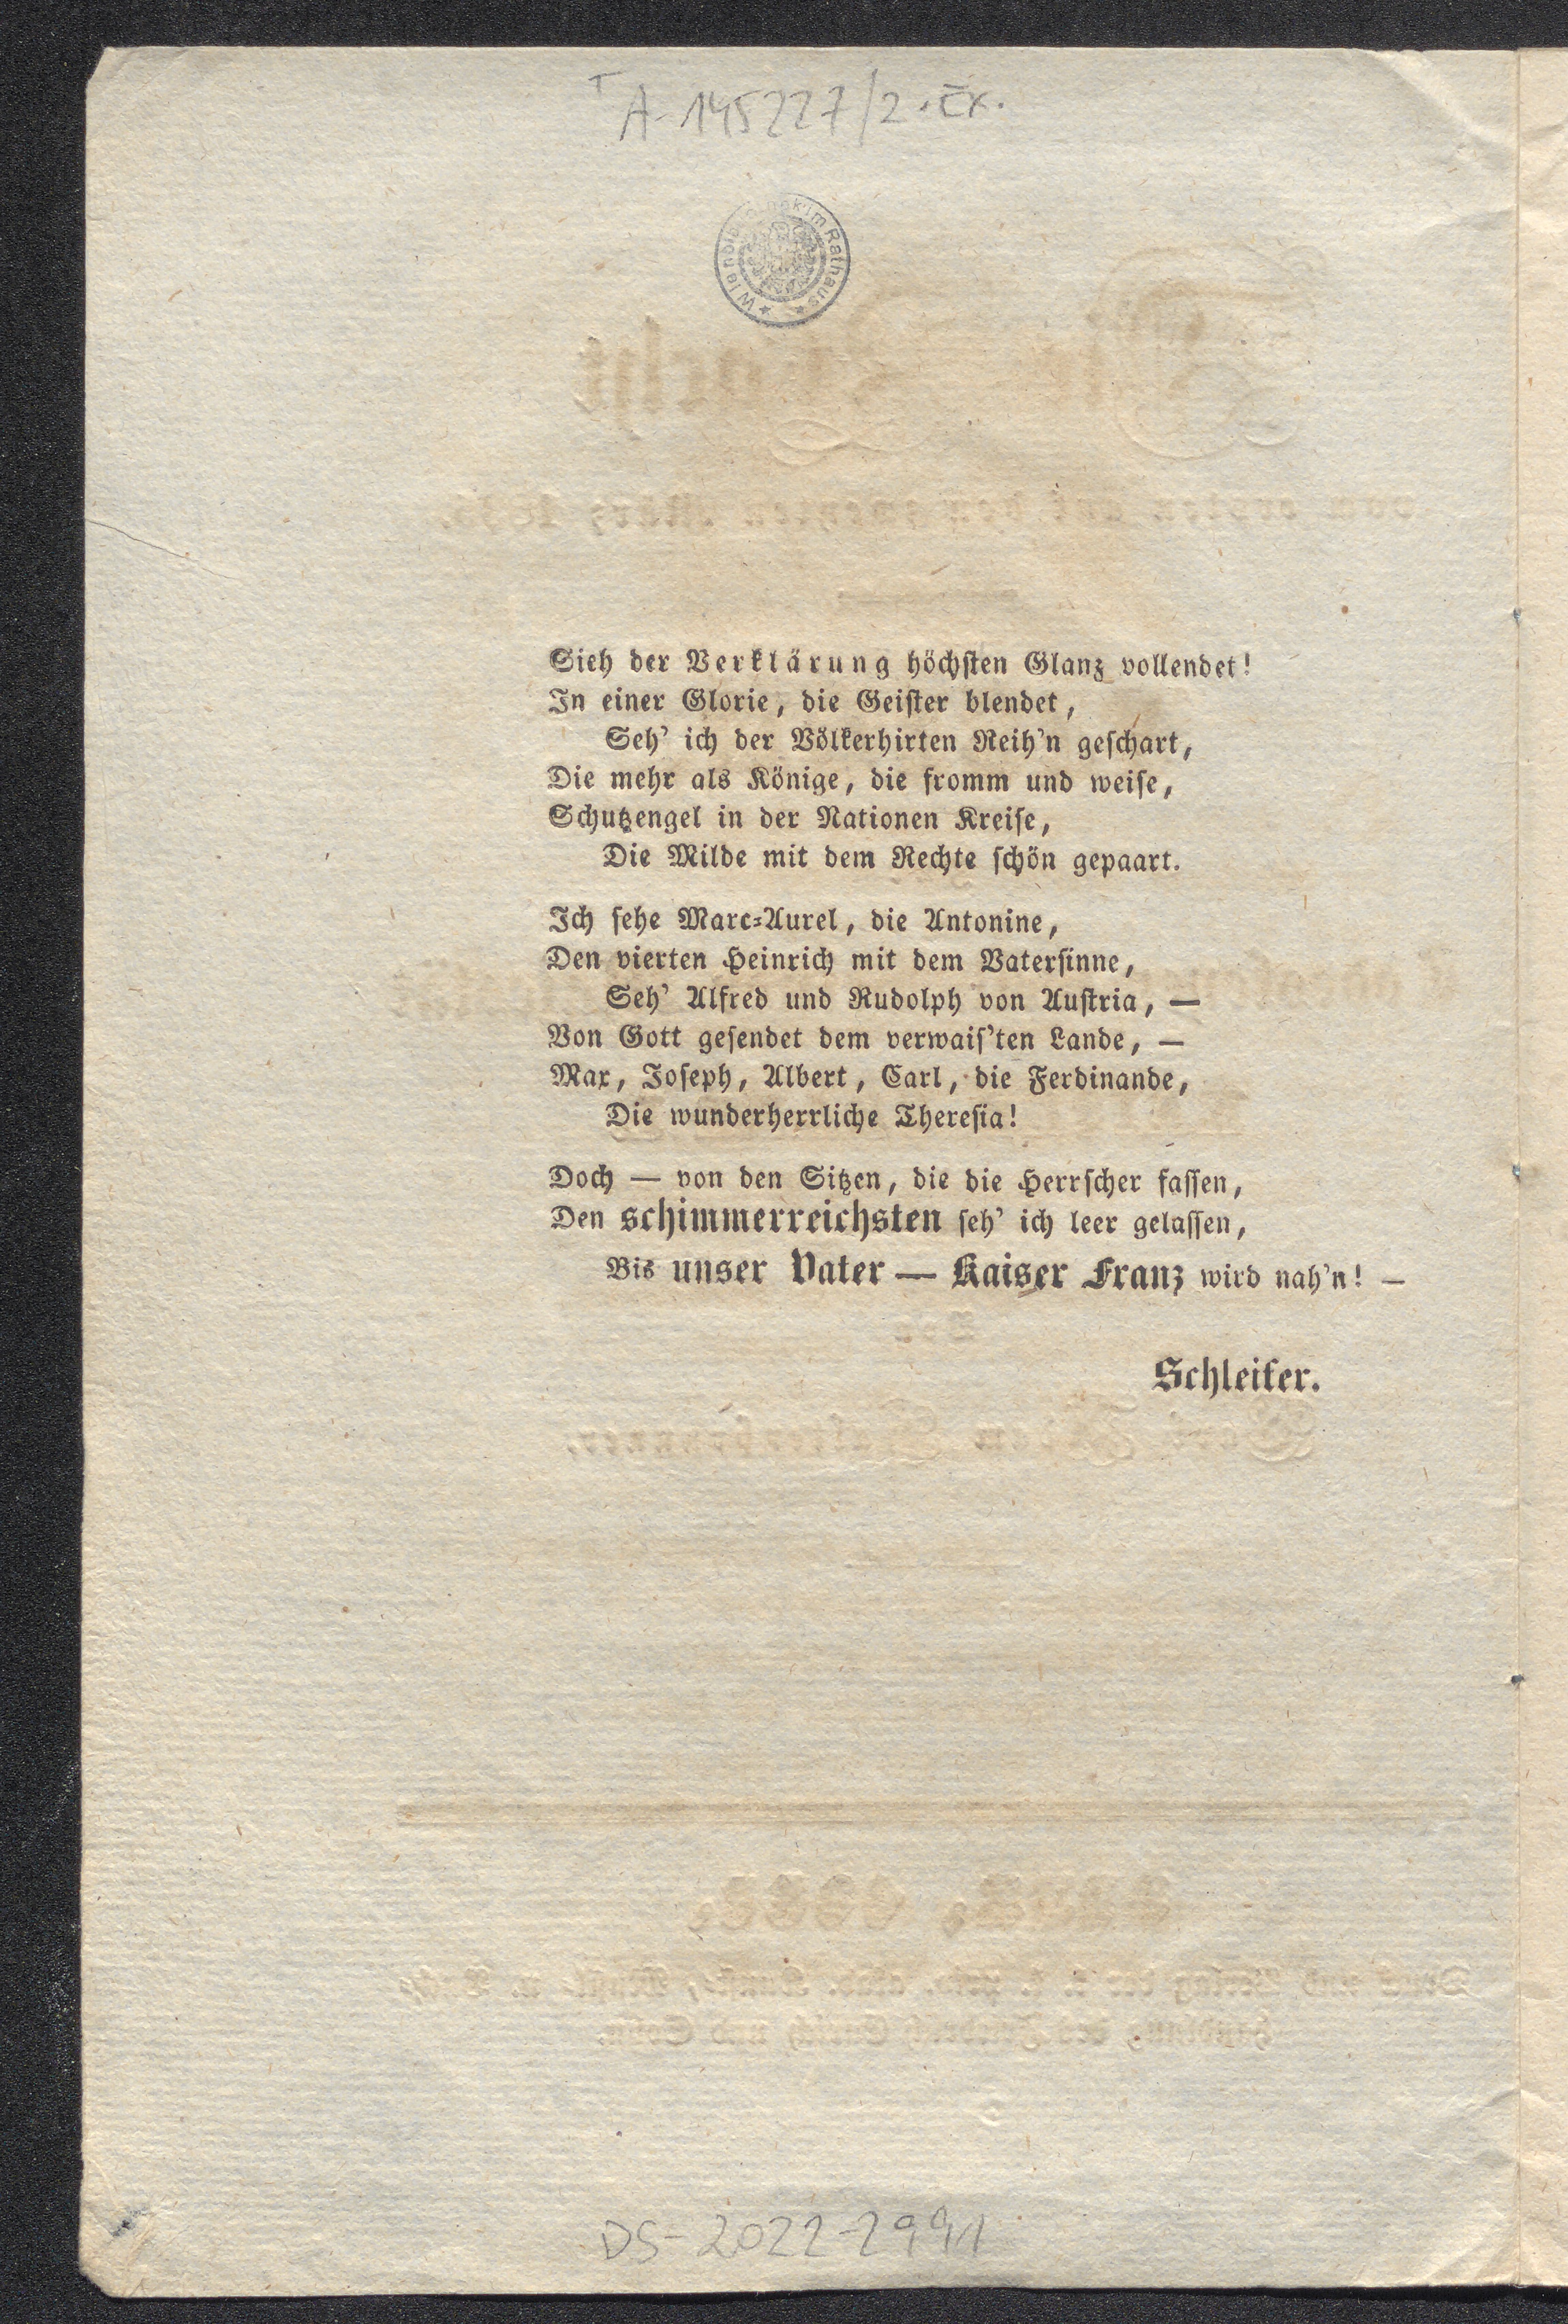 A-145227/2.Ex.
Wienbibliothek im Rathaus
Sieh der Verklärung höchsten Glanz vollendet!
In einer Glorie, die Geister blendet,
Seh' ich der Völkerhirten Reih'n geschart,
Die mehr als Könige, die fromm und weise,
Schutzengel in der Nationen Kreise,
Die Milde mit dem Rechte schön gepaart.
Ich sehe Marc-Aurel, die Antonine,
Den vierten Heinrich mit dem Vatersinne,
Seh' Alfred und Rudolph von Austria, —
Von Gott gesendet dem verwais'ten Lande, —
Max, Joseph, Albert, Carl, die Ferdinande,
Die wunderherrliche Theresia!
Doch — von den Sitzen, die die Herrscher fassen,
Den schimmerreichsten seh' ich leer gelassen,
Bis unser Vater — Kaiser Franz wird nah'n! —
Schleifer.
DS-2022-2991